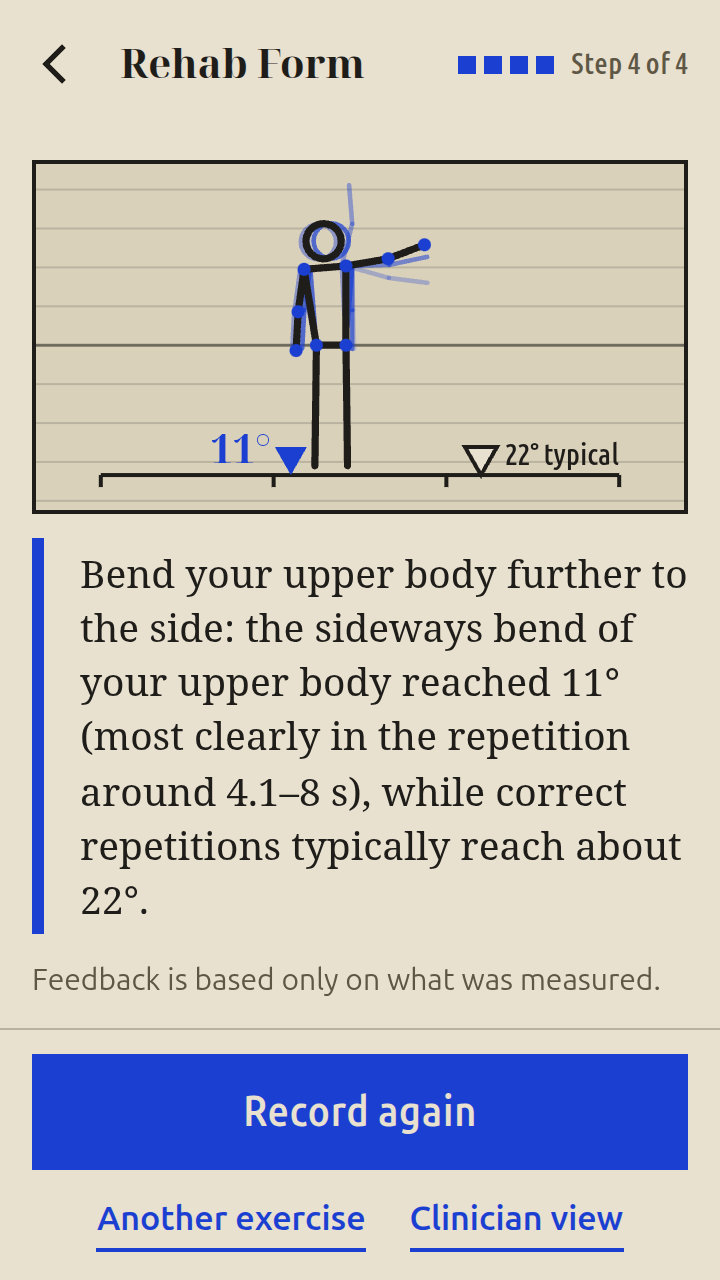 Rehab Form
Step 4 of 4
11°
22° typical
Bend your upper body further to
the side: the sideways bend of
your upper body reached 11°
(most clearly in the repetition
around 4.1–8 s), while correct
repetitions typically reach about
22°.
Feedback is based only on what was measured.
Record again
Another exercise
Clinician view